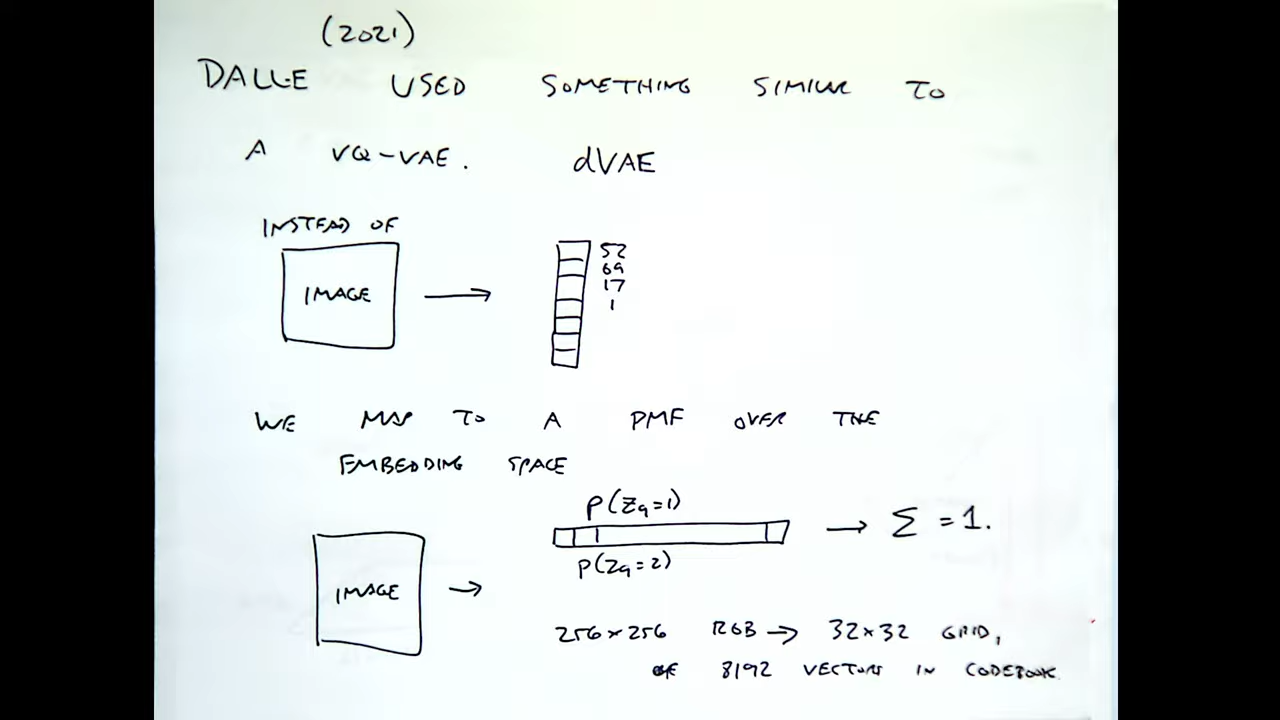 (2021)
DALLE USED SOMETHING SIMILAR TO
A VQ-VAE. dVAE
INSTEAD OF
IMAGE
52
69
17
1
WE MAP TO A PMF OVER THE
EMBEDDING SPACE
P(Zq=1)
Σ =1.
P(Zq=2)
IMAGE
256×256 RGB → 32×32 GRID,
OF 8192 VECTORS IN CODEBOOK.